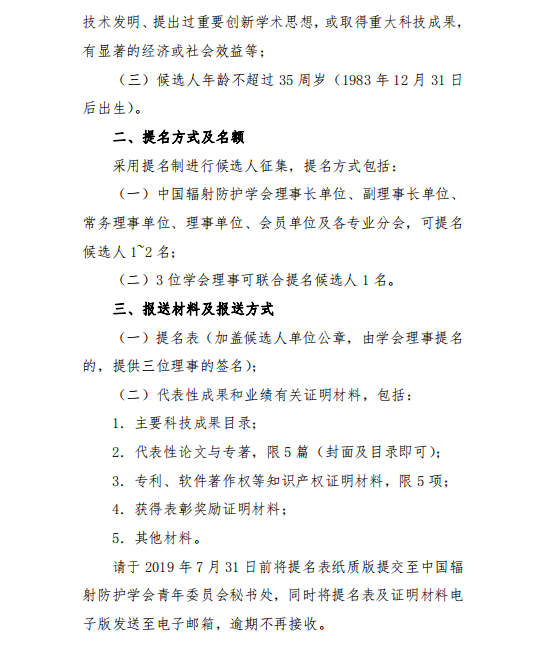 技术发明、提出过重要创新学术思想，或取得重大科技成果，
有显著的经济或社会效益等；
（三）候选人年龄不超过 35 周岁（1983 年 12 月 31 日
后出生）。
二、提名方式及名额
采用提名制进行候选人征集，提名方式包括：
（一）中国辐射防护学会理事长单位、副理事长单位、
常务理事单位、理事单位、会员单位及各专业分会，可提名
候选人 1~2 名；
（二）3 位学会理事可联合提名候选人 1 名。
三、报送材料及报送方式
（一）提名表（加盖候选人单位公章，由学会理事提名
的，提供三位理事的签名）；
（二）代表性成果和业绩有关证明材料，包括：
1．主要科技成果目录；
2．代表性论文与专著，限 5 篇（封面及目录即可）；
3．专利、软件著作权等知识产权证明材料，限 5 项；
4．获得表彰奖励证明材料；
5．其他材料。
请于 2019 年 7 月 31 日前将提名表纸质版提交至中国辐
射防护学会青年委员会秘书处，同时将提名表及证明材料电
子版发送至电子邮箱，逾期不再接收。